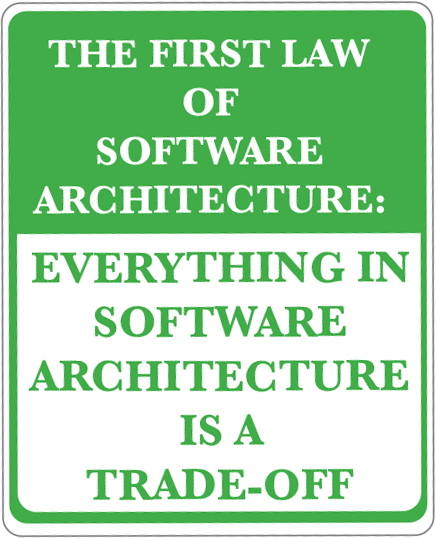 THE FIRST LAW
OF
SOFTWARE
ARCHITECTURE:
EVERYTHING IN
SOFTWARE
ARCHITECTURE
IS A
TRADE-OFF